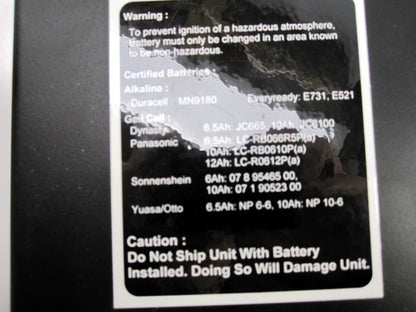 Warning :
To prevent ignition of a hazardous atmosphere,
battery must only be changed in an area known
to be non-hazardous.
Certified Batteries :
Alkaline :
Duracell MN9180 Everyready: E731, E521
Gell Cell :
Dynasty 6.5Ah: JC665, 10Ah: JC6100
Panasonic 6.5Ah: LC-RB066R5P(a)
10Ah: LC-RB0610P(a)
12Ah: LC-R0612P(a)
Sonnenshein 6Ah: 07 8 95465 00,
10Ah: 07 1 90523 00
Yuasa/Otto 6.5Ah: NP 6-6, 10Ah: NP 10-6
Caution :
Do Not Ship Unit With Battery
Installed. Doing So Will Damage Unit.